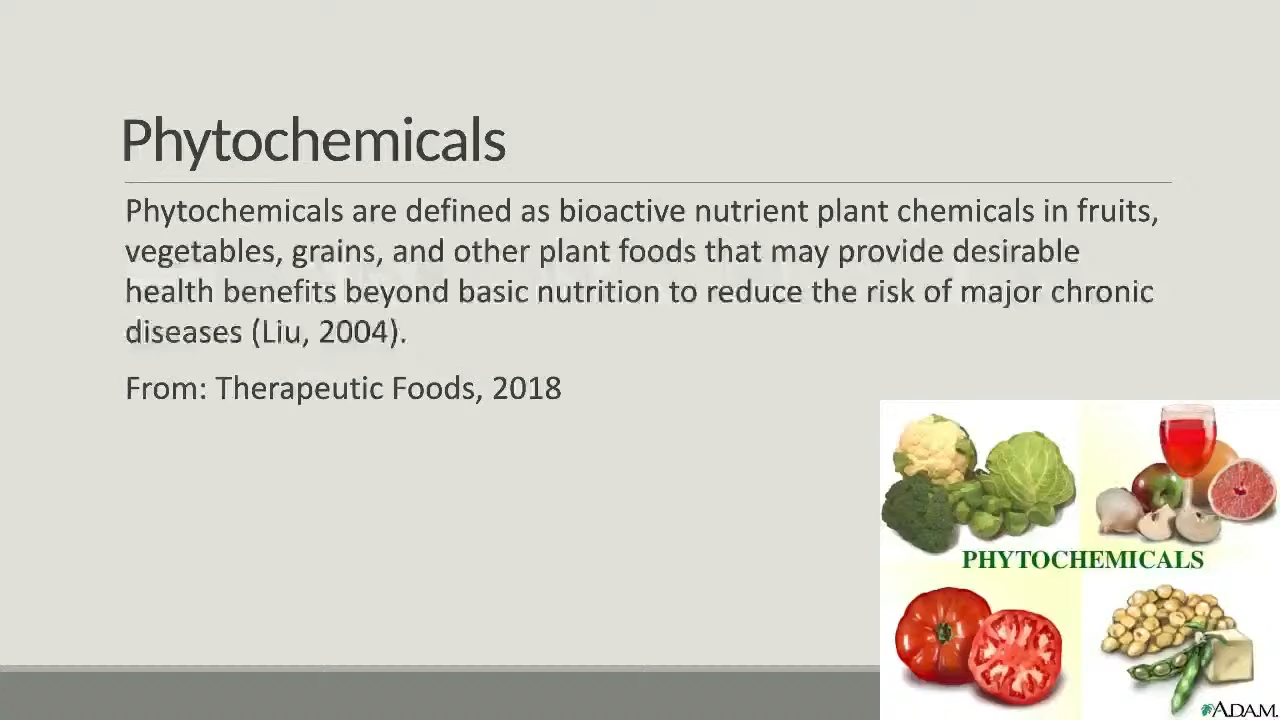 Phytochemicals
Phytochemicals are defined as bioactive nutrient plant chemicals in fruits,
vegetables, grains, and other plant foods that may provide desirable
health benefits beyond basic nutrition to reduce the risk of major chronic
diseases (Liu, 2004).
From: Therapeutic Foods, 2018
PHYTOCHEMICALS
A.D.A.M.